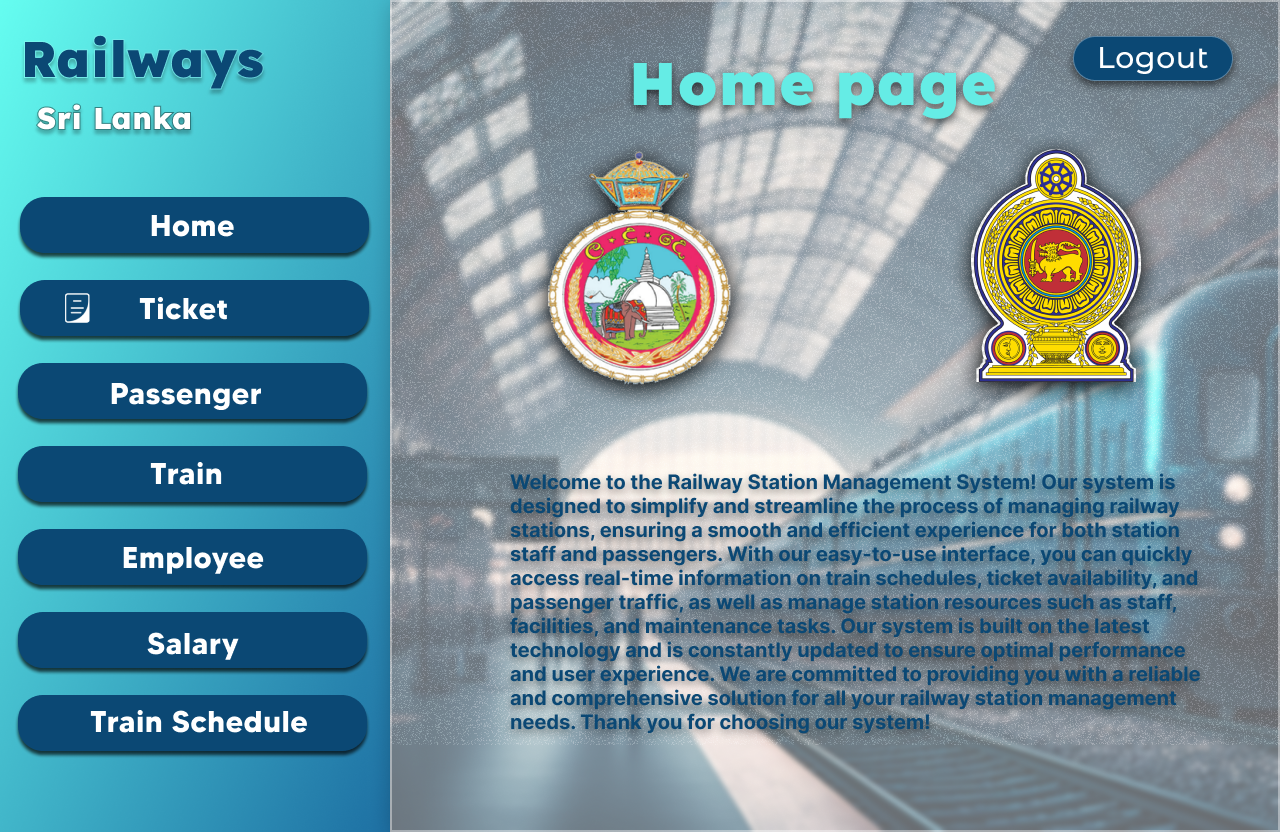 Railways
Sri Lanka
Home
Ticket
Passenger
Train
Employee
Salary
Train Schedule
Home page
Logout
Welcome to the Railway Station Management System! Our system is
designed to simplify and streamline the process of managing railway
stations, ensuring a smooth and efficient experience for both station
staff and passengers. With our easy-to-use interface, you can quickly
access real-time information on train schedules, ticket availability, and
passenger traffic, as well as manage station resources such as staff,
facilities, and maintenance tasks. Our system is built on the latest
technology and is constantly updated to ensure optimal performance
and user experience. We are committed to providing you with a reliable
and comprehensive solution for all your railway station management
needs. Thank you for choosing our system!